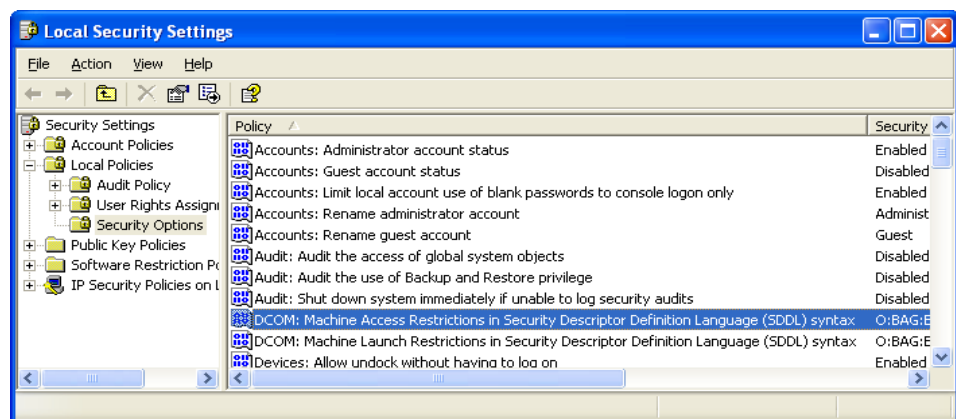 Local Security Settings
File Action View Help
Security Settings
Account Policies
Local Policies
Audit Policy
User Rights Assign
Security Options
Public Key Policies
Software Restriction Po
IP Security Policies on L
Policy Security
Accounts: Administrator account status Enabled
Accounts: Guest account status Disabled
Accounts: Limit local account use of blank passwords to console logon only Enabled
Accounts: Rename administrator account Administ
Accounts: Rename guest account Guest
Audit: Audit the access of global system objects Disabled
Audit: Audit the use of Backup and Restore privilege Disabled
Audit: Shut down system immediately if unable to log security audits Disabled
DCOM: Machine Access Restrictions in Security Descriptor Definition Language (SDDL) syntax O:BAG:E
DCOM: Machine Launch Restrictions in Security Descriptor Definition Language (SDDL) syntax O:BAG:E
Devices: Allow undock without having to log on Enabled